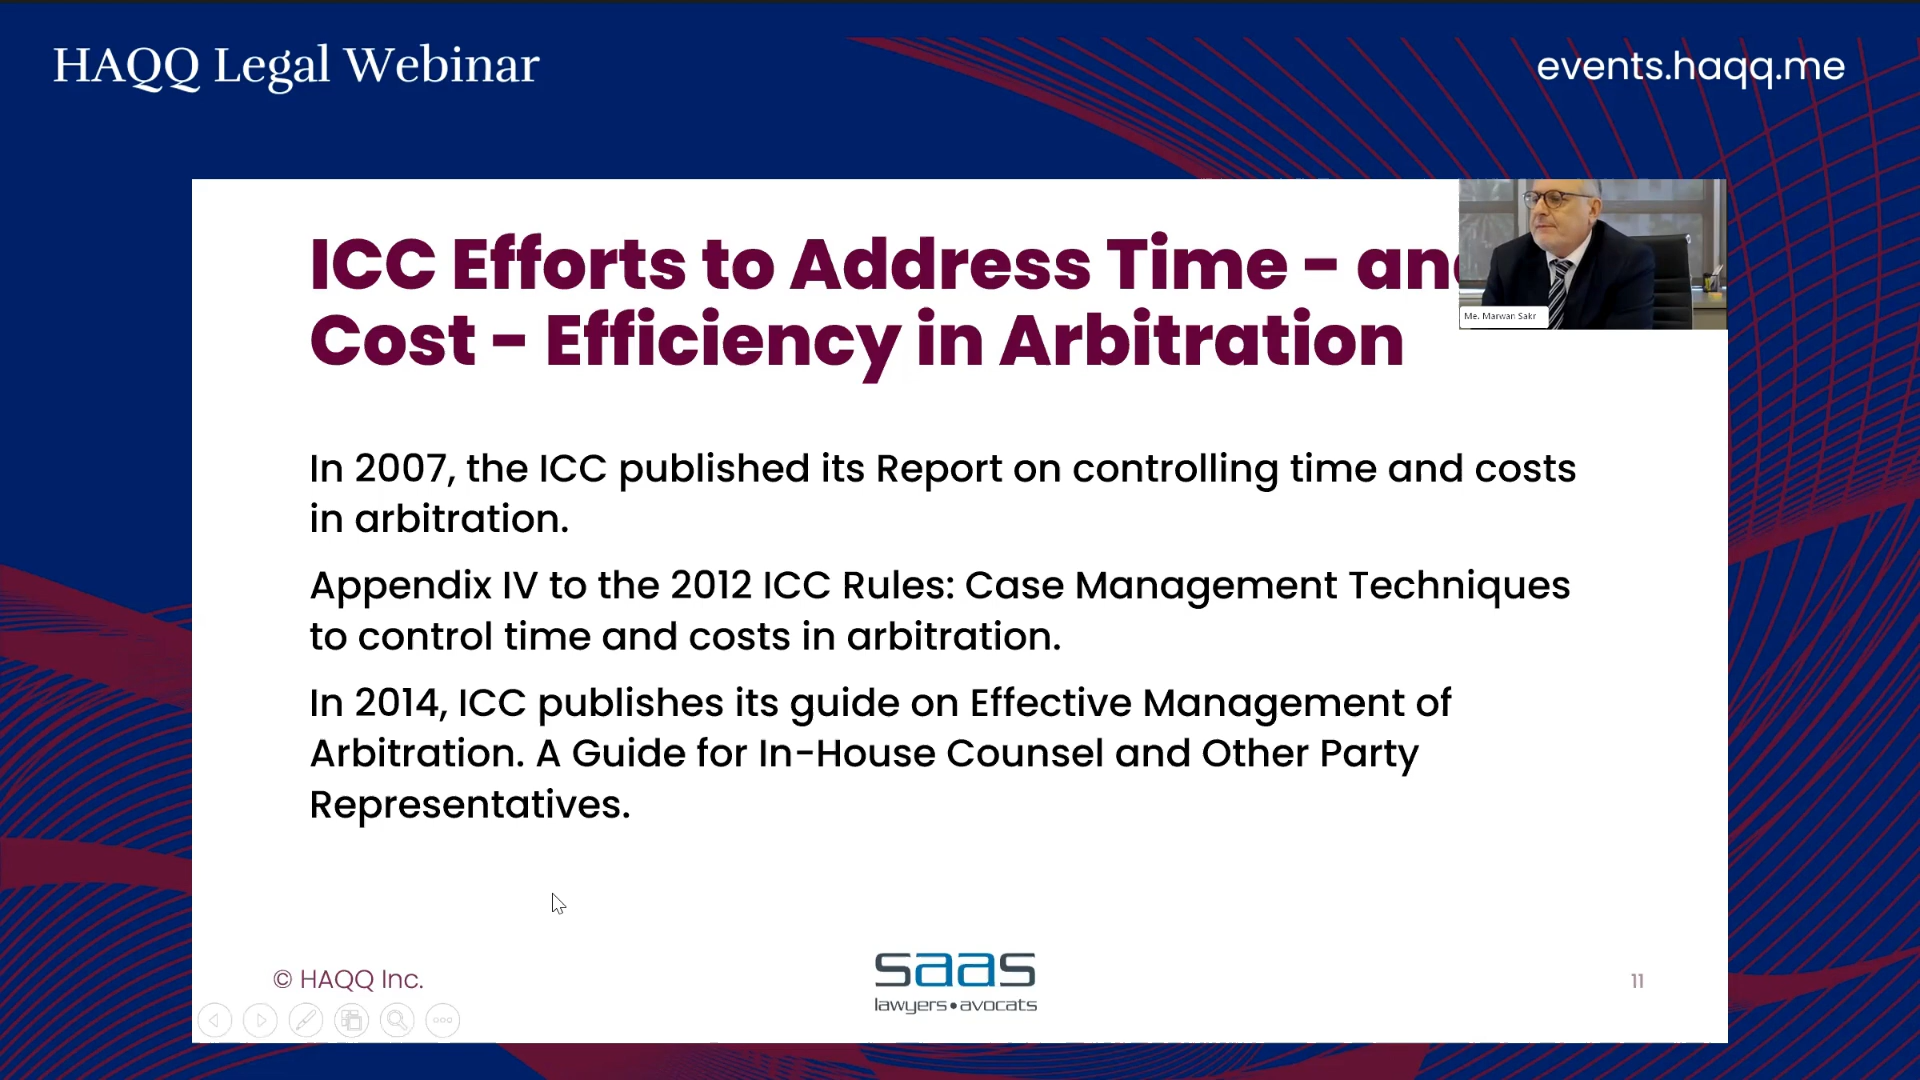 HAQQ Legal Webinar
events.haqq.me
ICC Efforts to Address Time - an
Cost - Efficiency in Arbitration
Me. Marwan Sakr
In 2007, the ICC published its Report on controlling time and costs
in arbitration.
Appendix IV to the 2012 ICC Rules: Case Management Techniques
to control time and costs in arbitration.
In 2014, ICC publishes its guide on Effective Management of
Arbitration. A Guide for In-House Counsel and Other Party
Representatives.
© HAQQ Inc.
saas
lawyers•avocats
11